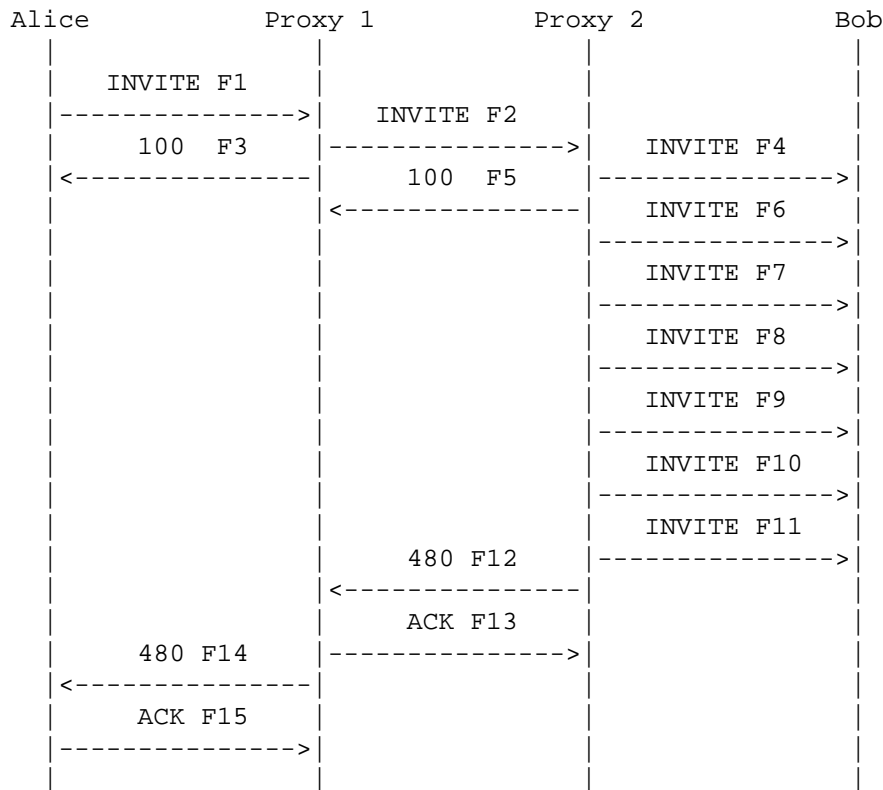 Alice Proxy 1 Proxy 2 Bob
INVITE F1
INVITE F2
100 F3 INVITE F4
100 F5
INVITE F6
INVITE F7
INVITE F8
INVITE F9
INVITE F10
INVITE F11
480 F12
ACK F13
480 F14
ACK F15